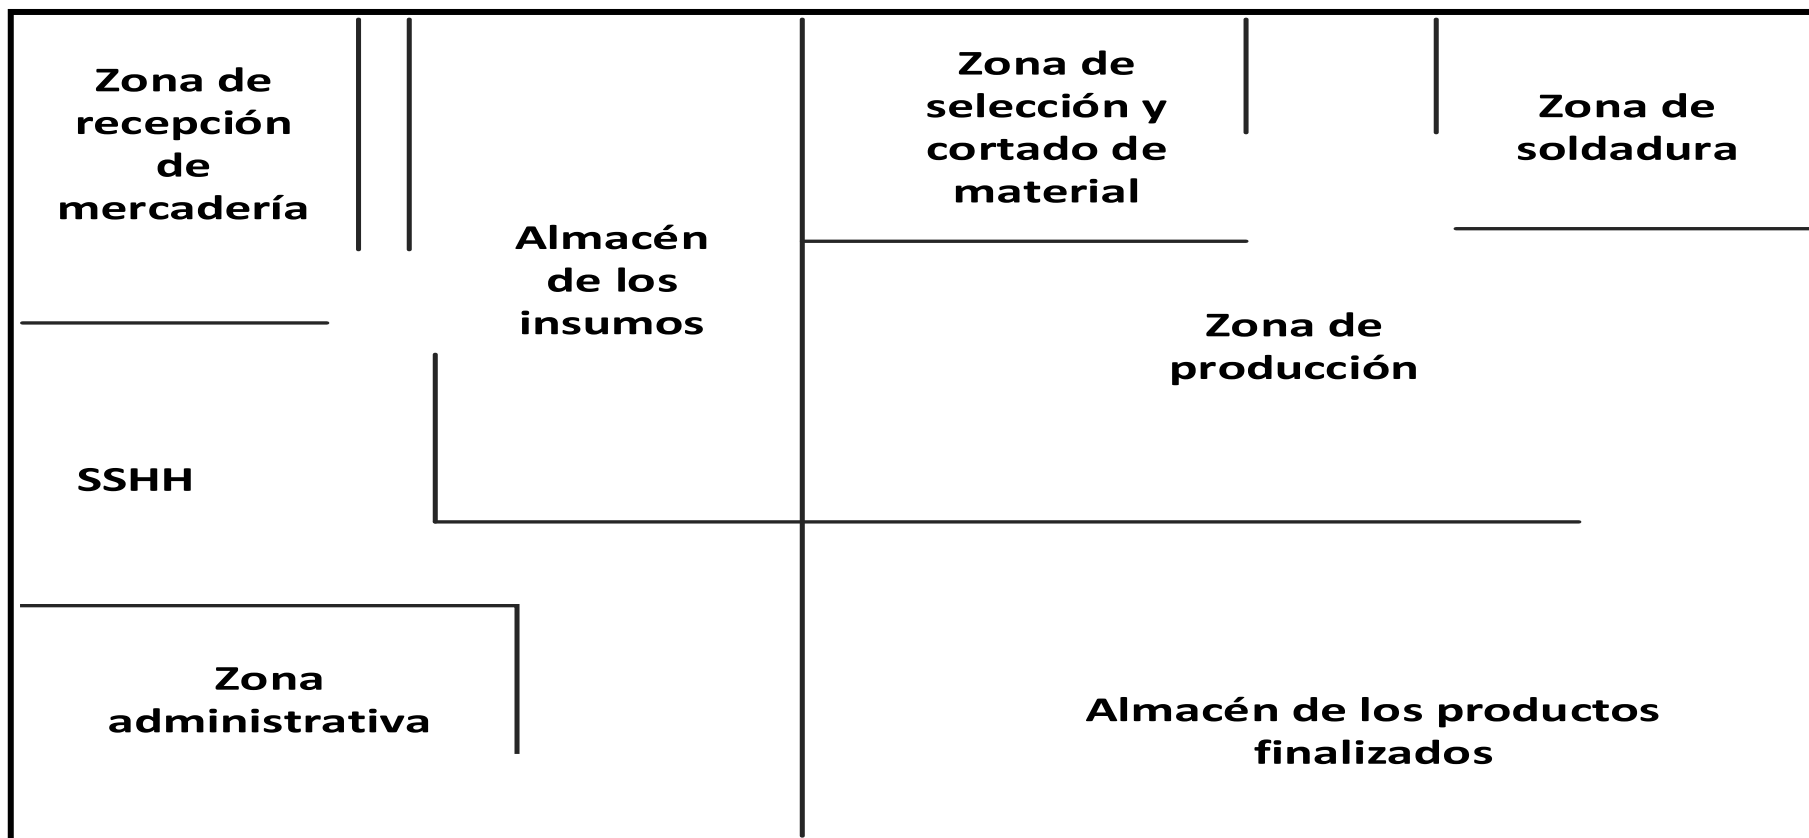 Zona de
recepción
de
mercadería
Almacén
de los
insumos
Zona de
selección y
cortado de
material
Zona de
soldadura
Zona de
producción
SSHH
Zona
administrativa
Almacén de los productos
finalizados